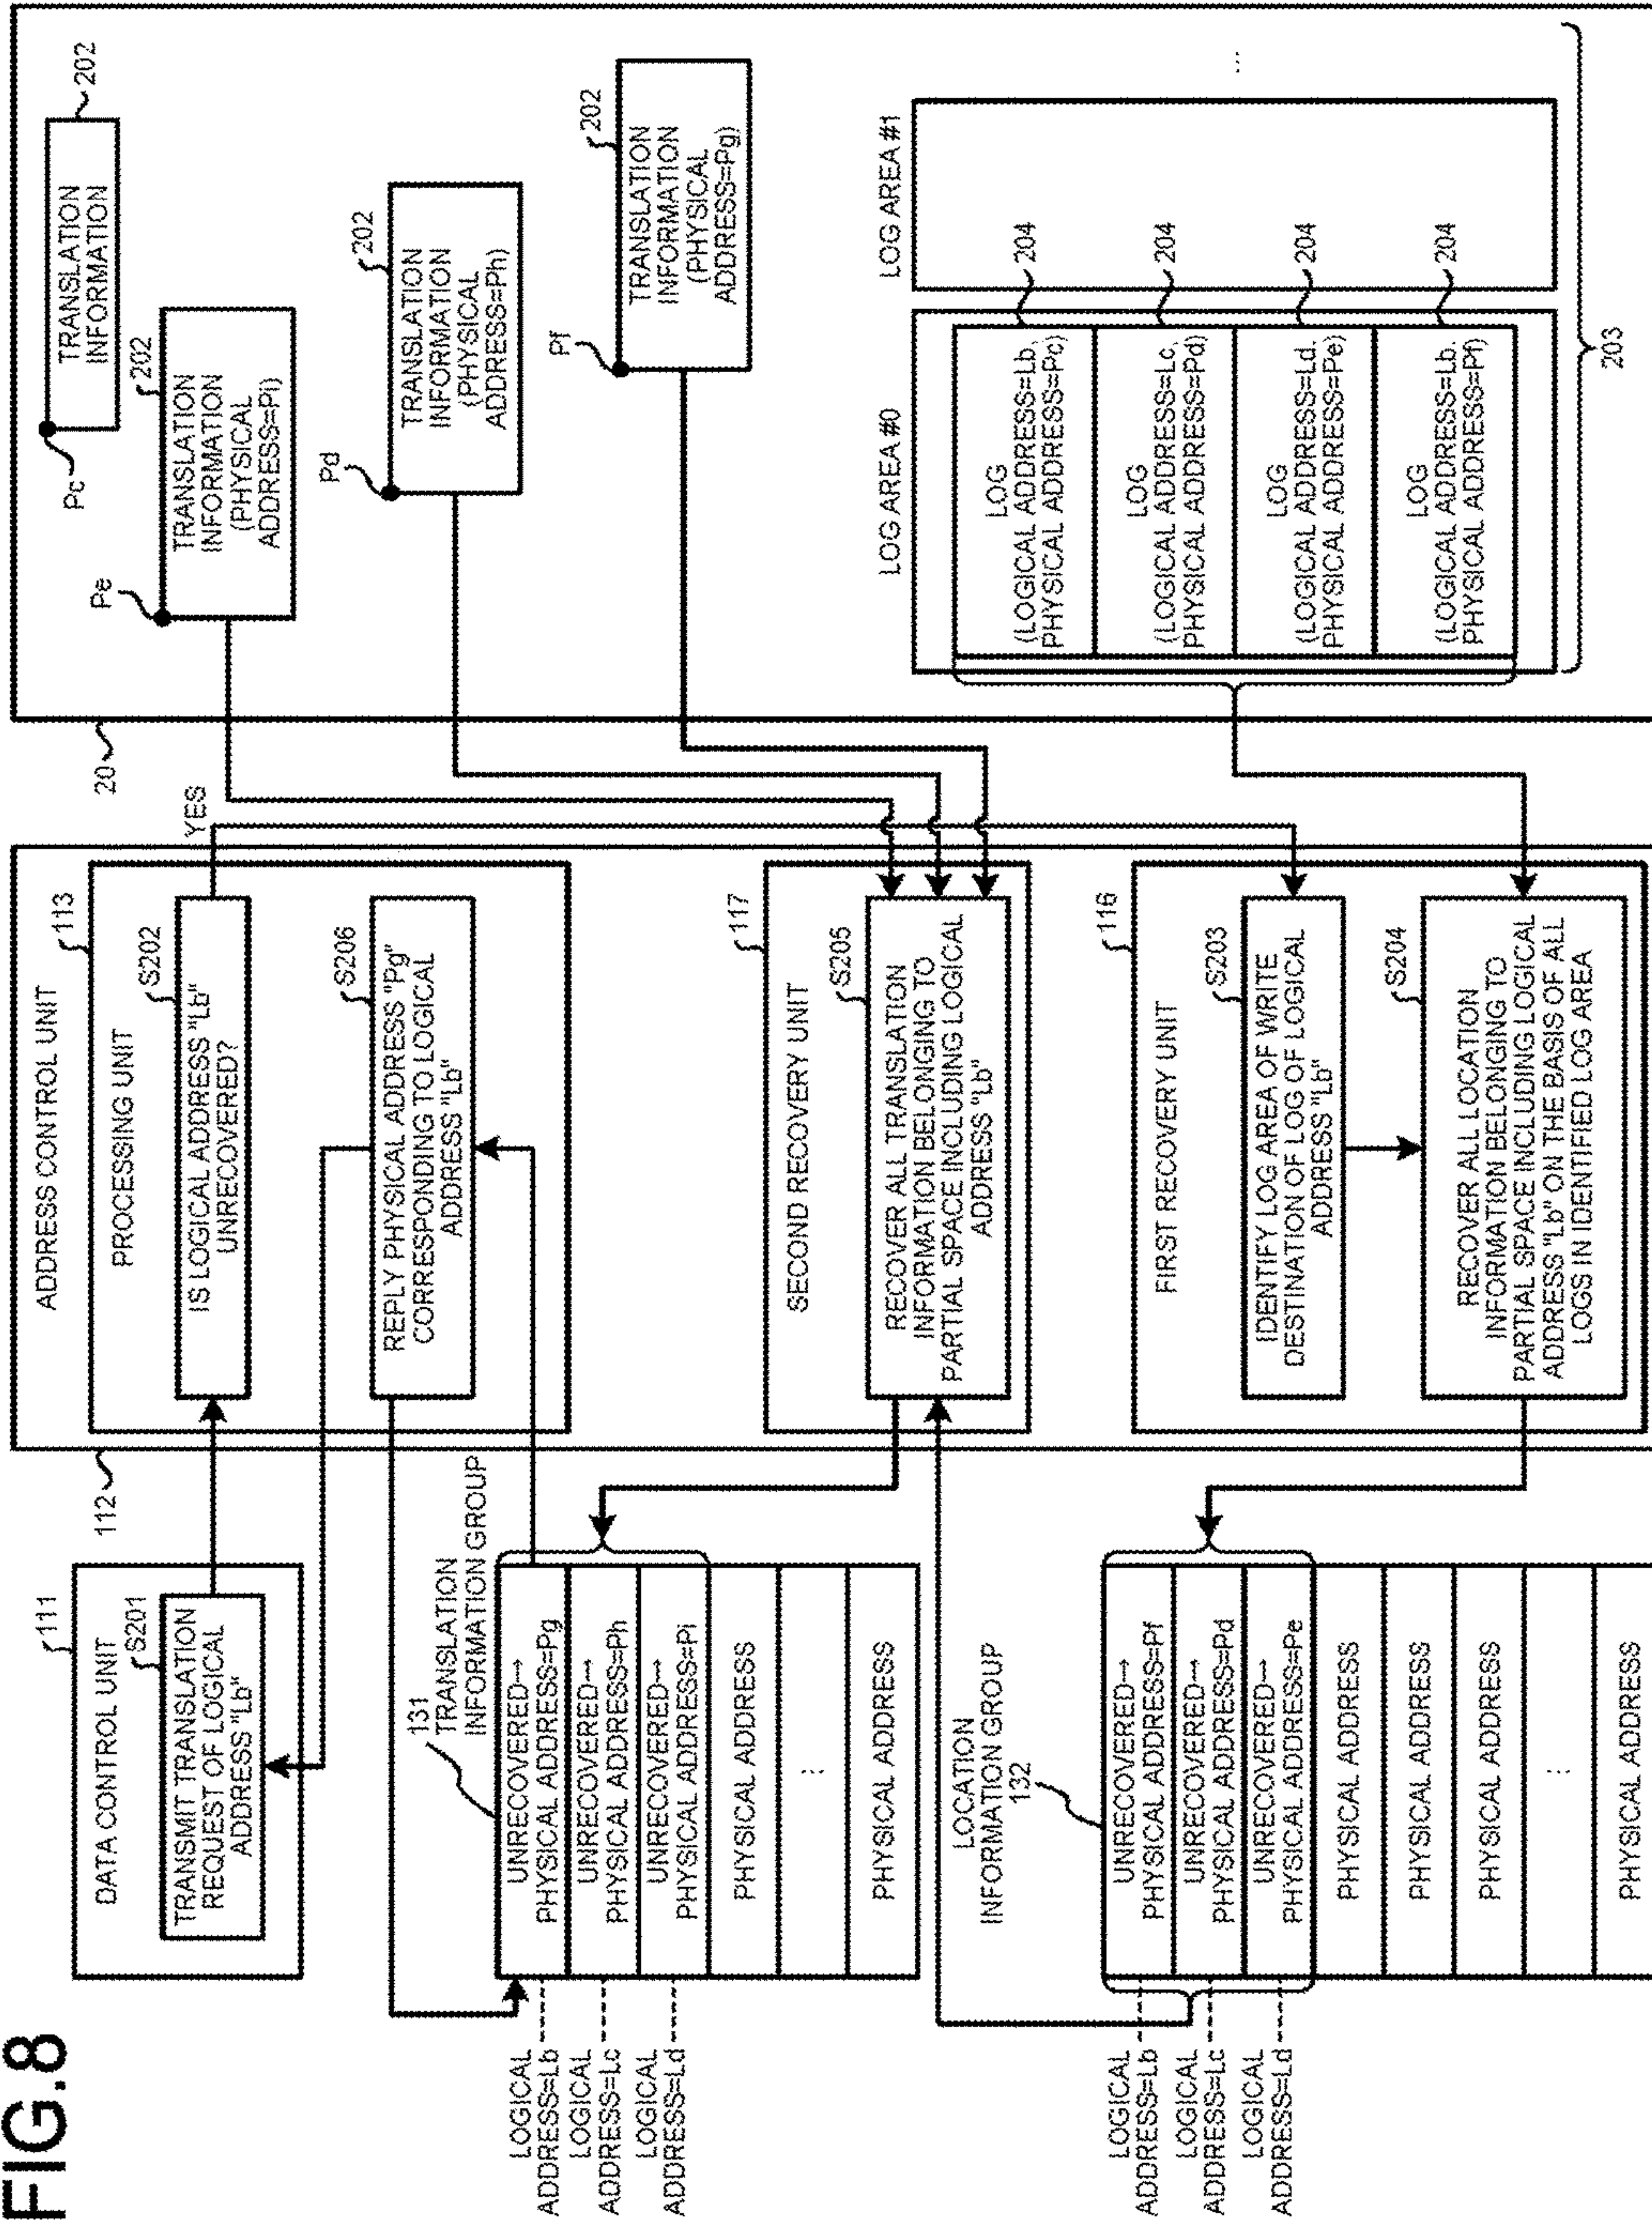 FIG.8
111
DATA CONTROL UNIT
S201
TRANSMIT TRANSLATION
REQUEST OF LOGICAL
ADDRESS "Lb"
112
ADDRESS CONTROL UNIT
113
PROCESSING UNIT
S202
IS LOGICAL ADDRESS "Lb"
UNRECOVERED?
YES
S206
REPLY PHYSICAL ADDRESS "Pg"
CORRESPONDING TO LOGICAL
ADDRESS "Lb"
131
TRANSLATION
INFORMATION GROUP
LOGICAL
ADDRESS=Lb
LOGICAL
ADDRESS=Lc
LOGICAL
ADDRESS=Ld
UNRECOVERED→
PHYSICAL ADDRESS=Pg
UNRECOVERED→
PHYSICAL ADDRESS=Ph
UNRECOVERED→
PHYSICAL ADDRESS=Pi
PHYSICAL ADDRESS
⋮
PHYSICAL ADDRESS
117
SECOND RECOVERY UNIT
S205
RECOVER ALL TRANSLATION
INFORMATION BELONGING TO
PARTIAL SPACE INCLUDING LOGICAL
ADDRESS "Lb"
LOCATION
INFORMATION GROUP
132
LOGICAL
ADDRESS=Lb
LOGICAL
ADDRESS=Lc
LOGICAL
ADDRESS=Ld
UNRECOVERED→
PHYSICAL ADDRESS=Pf
UNRECOVERED→
PHYSICAL ADDRESS=Pd
UNRECOVERED→
PHYSICAL ADDRESS=Pe
PHYSICAL ADDRESS
PHYSICAL ADDRESS
PHYSICAL ADDRESS
⋮
PHYSICAL ADDRESS
116
FIRST RECOVERY UNIT
S203
IDENTIFY LOG AREA OF WRITE
DESTINATION OF LOG OF LOGICAL
ADDRESS "Lb"
S204
RECOVER ALL LOCATION
INFORMATION BELONGING TO
PARTIAL SPACE INCLUDING LOGICAL
ADDRESS "Lb" ON THE BASIS OF ALL
LOGS IN IDENTIFIED LOG AREA
20
Pc
202
TRANSLATION
INFORMATION
Pe
202
TRANSLATION
INFORMATION
(PHYSICAL
ADDRESS=Pi)
Pd
202
TRANSLATION
INFORMATION
(PHYSICAL
ADDRESS=Ph)
Pf
202
TRANSLATION
INFORMATION
(PHYSICAL
ADDRESS=Pg)
LOG AREA #0
LOG
(LOGICAL ADDRESS=Lb,
PHYSICAL ADDRESS=Pc)
204
LOG
(LOGICAL ADDRESS=Lc,
PHYSICAL ADDRESS=Pd)
204
LOG
(LOGICAL ADDRESS=Ld,
PHYSICAL ADDRESS=Pe)
204
LOG
(LOGICAL ADDRESS=Lb,
PHYSICAL ADDRESS=Pf)
204
LOG AREA #1
…
203